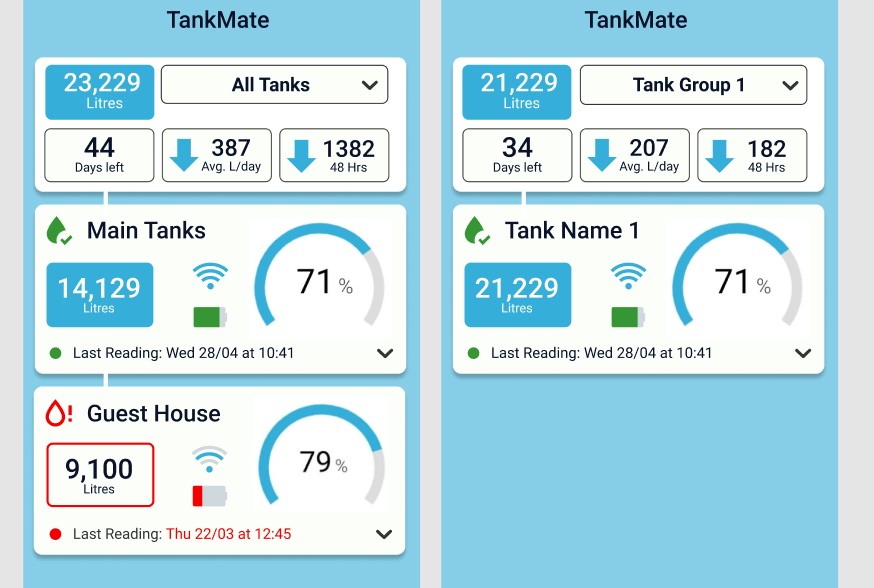 TankMate
23,229
Litres
All Tanks
44
Days left
387
Avg. L/day
1382
48 Hrs
Main Tanks
14,129
Litres
71 %
Last Reading: Wed 28/04 at 10:41
Guest House
9,100
Litres
79 %
Last Reading: Thu 22/03 at 12:45
TankMate
21,229
Litres
Tank Group 1
34
Days left
207
Avg. L/day
182
48 Hrs
Tank Name 1
21,229
Litres
71 %
Last Reading: Wed 28/04 at 10:41